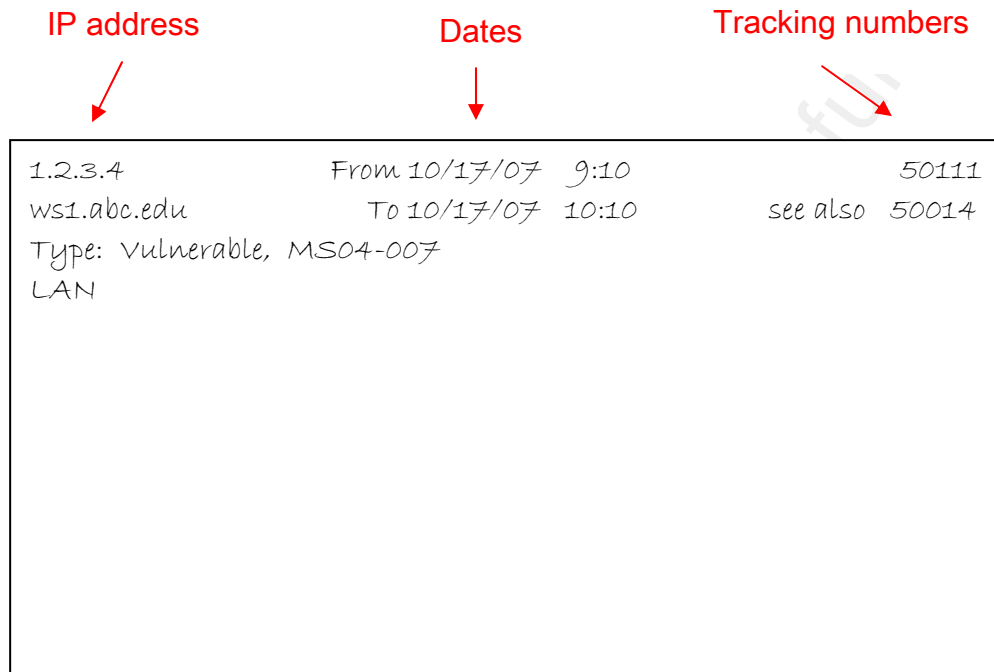 IP address Dates Tracking numbers
1.2.3.4 From 10/17/07 9:10 50111
ws1.abc.edu To 10/17/07 10:10 see also 50014
Type: Vulnerable, MS04-007
LAN